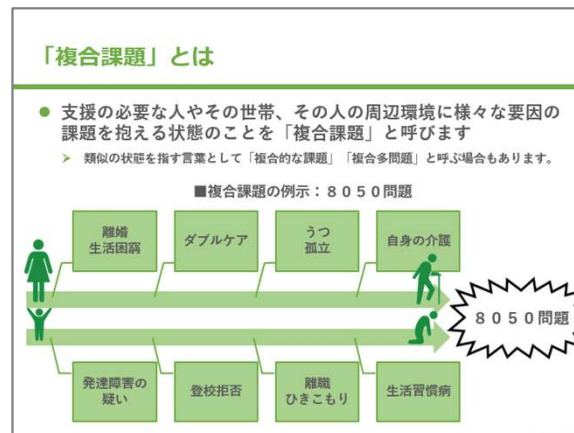 「複合課題」とは
● 支援の必要な人やその世帯、その人の周辺環境に様々な要因の
課題を抱える状態のことを「複合課題」と呼びます
➤ 類似の状態を指す言葉として「複合的な課題」「複合多問題」と呼ぶ場合もあります。
■複合課題の例示：８０５０問題
離婚
生活困窮
ダブルケア
うつ
孤立
自身の介護
８０５０問題
発達障害の
疑い
登校拒否
離職
ひきこもり
生活習慣病